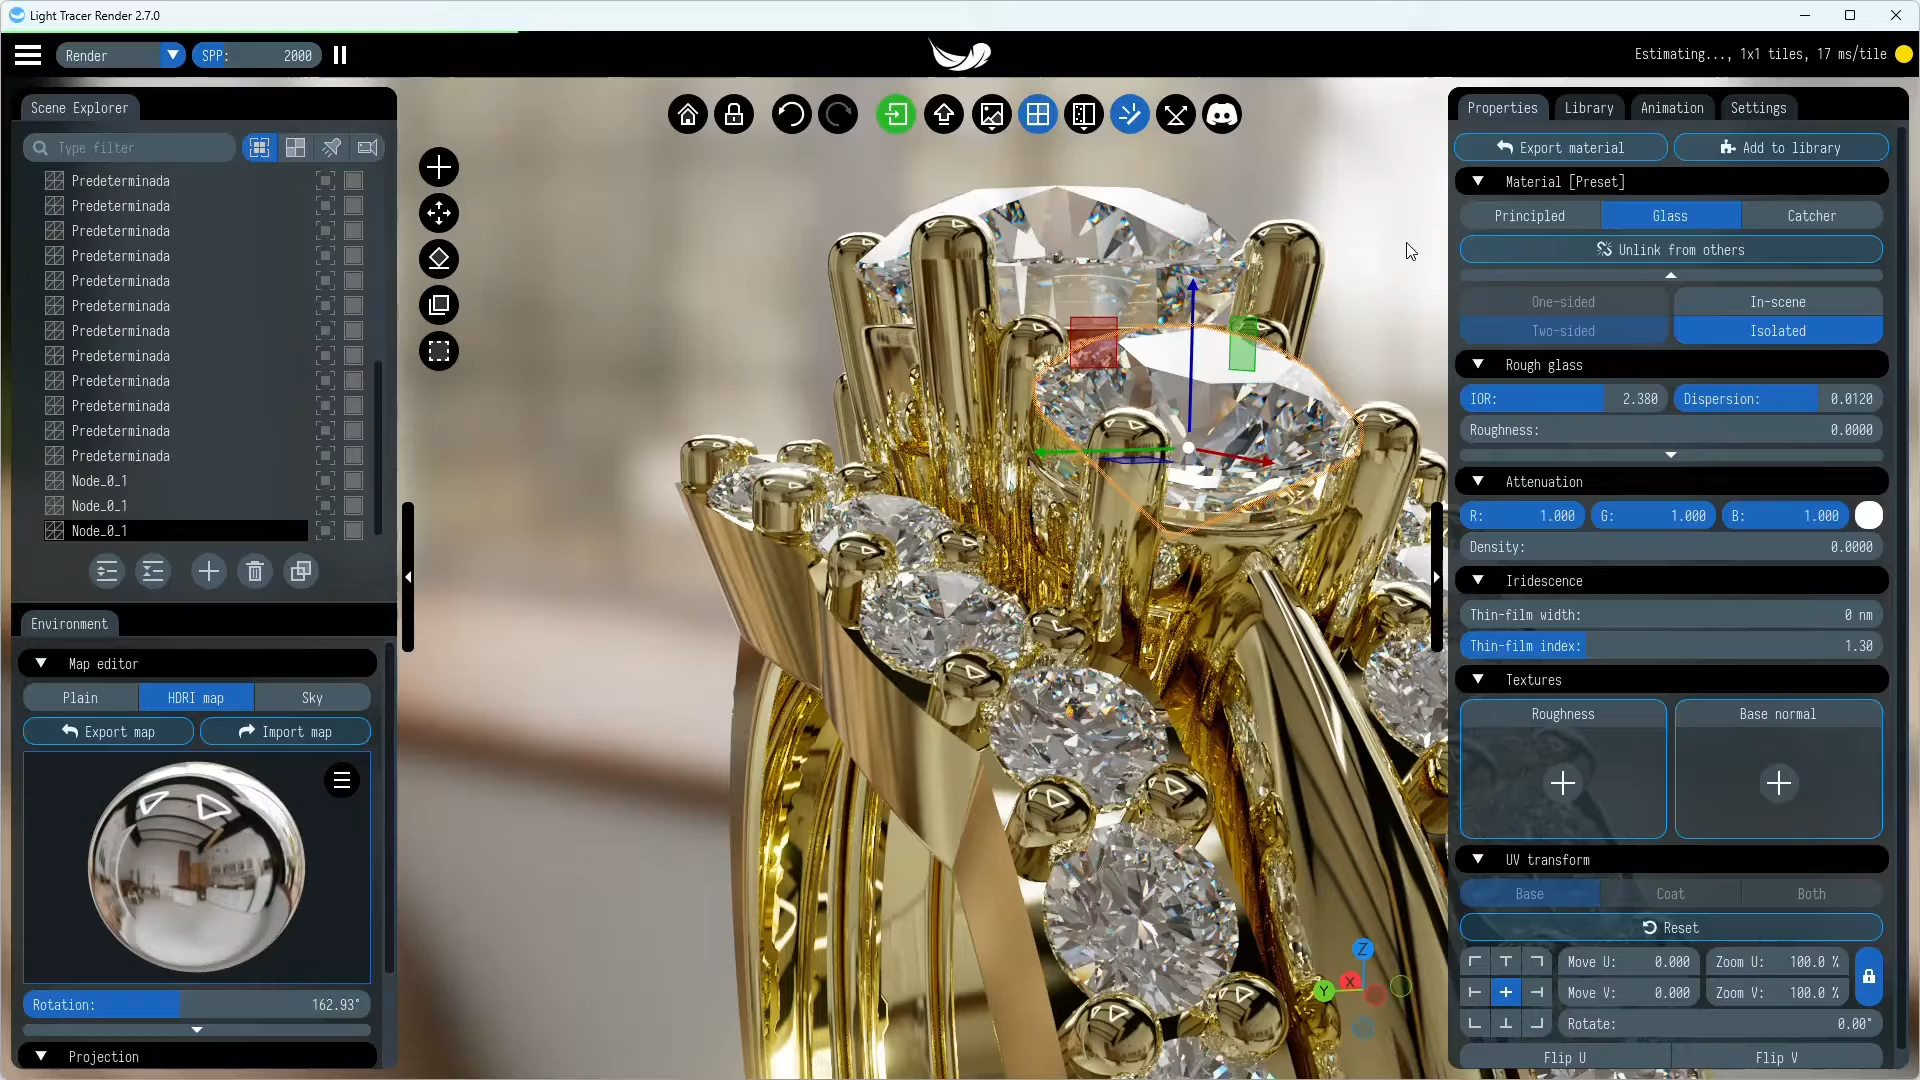 Light Tracer Render 2.7.0
Render
SPP: 2000
Estimating..., 1x1 tiles, 17 ms/tile
Scene Explorer
Type filter
Predeterminada
Predeterminada
Predeterminada
Predeterminada
Predeterminada
Predeterminada
Predeterminada
Predeterminada
Predeterminada
Predeterminada
Predeterminada
Predeterminada
Node_0_1
Node_0_1
Node_0_1
Environment
Map editor
Plain HDRI map Sky
Export map Import map
Rotation: 162.93°
Projection
Z
Y X
Properties Library Animation Settings
Export material Add to library
Material [Preset]
Principled Glass Catcher
Unlink from others
One-sided In-scene
Two-sided Isolated
Rough glass
IOR: 2.380 Dispersion: 0.0120
Roughness: 0.0000
Attenuation
R: 1.000 G: 1.000 B: 1.000
Density: 0.0000
Iridescence
Thin-film width: 0 nm
Thin-film index: 1.30
Textures
Roughness Base normal
UV transform
Base Coat Both
Reset
Move U: 0.000 Zoom U: 100.0 %
Move V: 0.000 Zoom V: 100.0 %
Rotate: 0.00°
Flip U Flip V